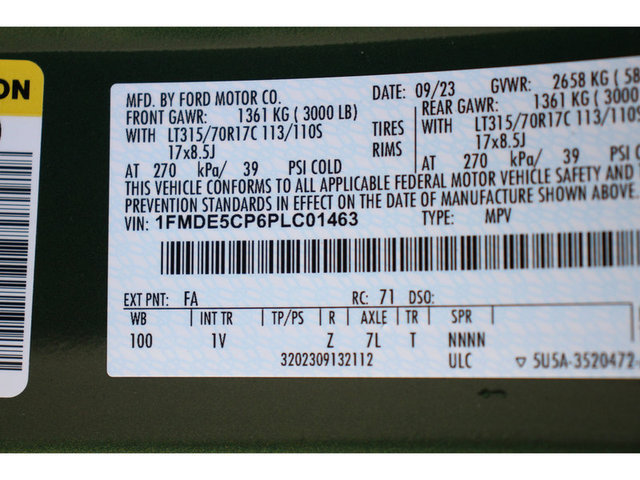 ON
MFD. BY FORD MOTOR CO.
DATE: 09/23 GVWR: 2658 KG ( 58
FRONT GAWR: 1361 KG ( 3000 LB)
REAR GAWR: 1361 KG ( 3000
WITH LT315/70R17C 113/110S TIRES
WITH LT315/70R17C 113/110S
17x8.5J RIMS
17x8.5J
AT 270 kPa/ 39 PSI COLD
AT 270 kPa/ 39 PSI COLD
THIS VEHICLE CONFORMS TO ALL APPLICABLE FEDERAL MOTOR VEHICLE SAFETY AND
PREVENTION STANDARDS IN EFFECT ON THE DATE OF MANUFACTURE SHOWN ABOVE.
VIN: 1FMDE5CP6PLC01463 TYPE: MPV
EXT PNT: FA RC: 71 DSO:
WB | INT TR | TP/PS | R | AXLE | TR | SPR
100 1V Z 7L T NNNN
3202309132112 ULC ▽ 5U5A-3520472-